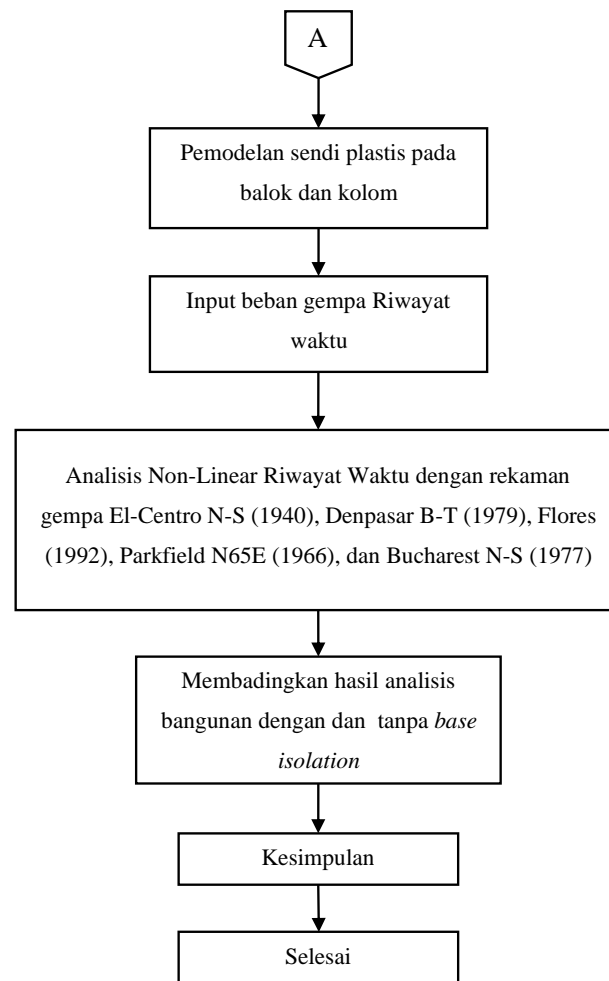 A
Pemodelan sendi plastis pada
balok dan kolom
Input beban gempa Riwayat
waktu
Analisis Non-Linear Riwayat Waktu dengan rekaman
gempa El-Centro N-S (1940), Denpasar B-T (1979), Flores
(1992), Parkfield N65E (1966), dan Bucharest N-S (1977)
Membadingkan hasil analisis
bangunan dengan dan tanpa base
isolation
Kesimpulan
Selesai